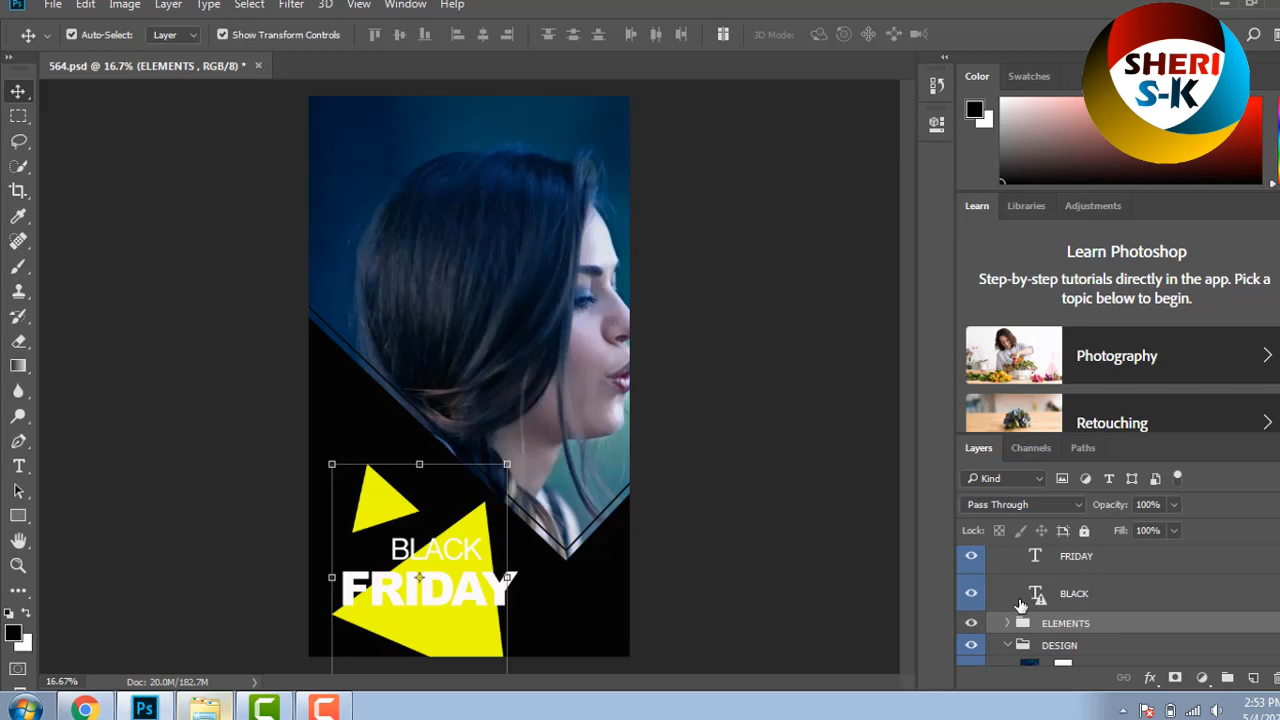 Ps File Edit Image Layer Type Select Filter 3D View Window Help
Auto-Select: Layer Show Transform Controls 3D Mode:
564.psd @ 16.7% (ELEMENTS , RGB/8) *
SHERI
S-K
Color Swatches
Learn Libraries Adjustments
Learn Photoshop
Step-by-step tutorials directly in the app. Pick a
topic below to begin.
Photography
Retouching
Layers Channels Paths
Kind
Pass Through Opacity: 100%
Lock: Fill: 100%
FRIDAY
BLACK
ELEMENTS
DESIGN
BLACK
FRIDAY
16.67% Doc: 20.0M/182.7M
Ps
2:53 PM